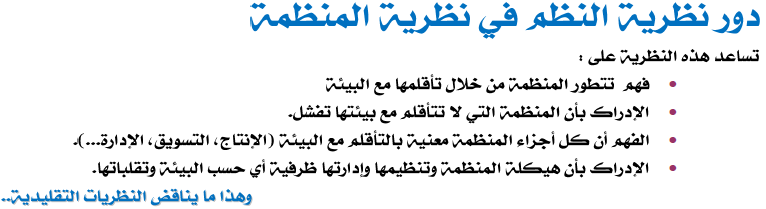 دور نظرية النظم في نظرية المنظمة
تساعد هذه النظرية على :
• فهم تتطور المنظمة من خلال تأقلمها مع البيئة
• الإدراك بأن المنظمة التي لا تتأقلم مع بيئتها تفشل.
• الفهم أن كل أجزاء المنظمة معنية بالتأقلم مع البيئة (الإنتاج، التسويق، الإدارة...).
• الإدراك بأن هيكلة المنظمة وتنظيمها وإدارتها ظرفية أي حسب البيئة وتقلباتها.
وهذا ما يناقض النظريات التقليدية..